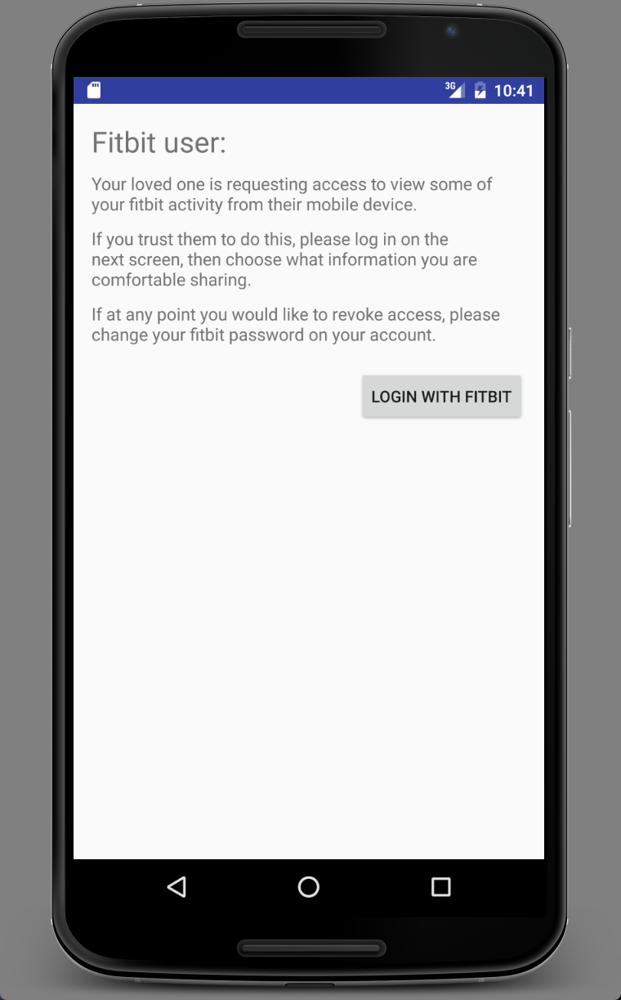 3G 10:41
Fitbit user:
Your loved one is requesting access to view some of
your fitbit activity from their mobile device.
If you trust them to do this, please log in on the
next screen, then choose what information you are
comfortable sharing.
If at any point you would like to revoke access, please
change your fitbit password on your account.
LOGIN WITH FITBIT